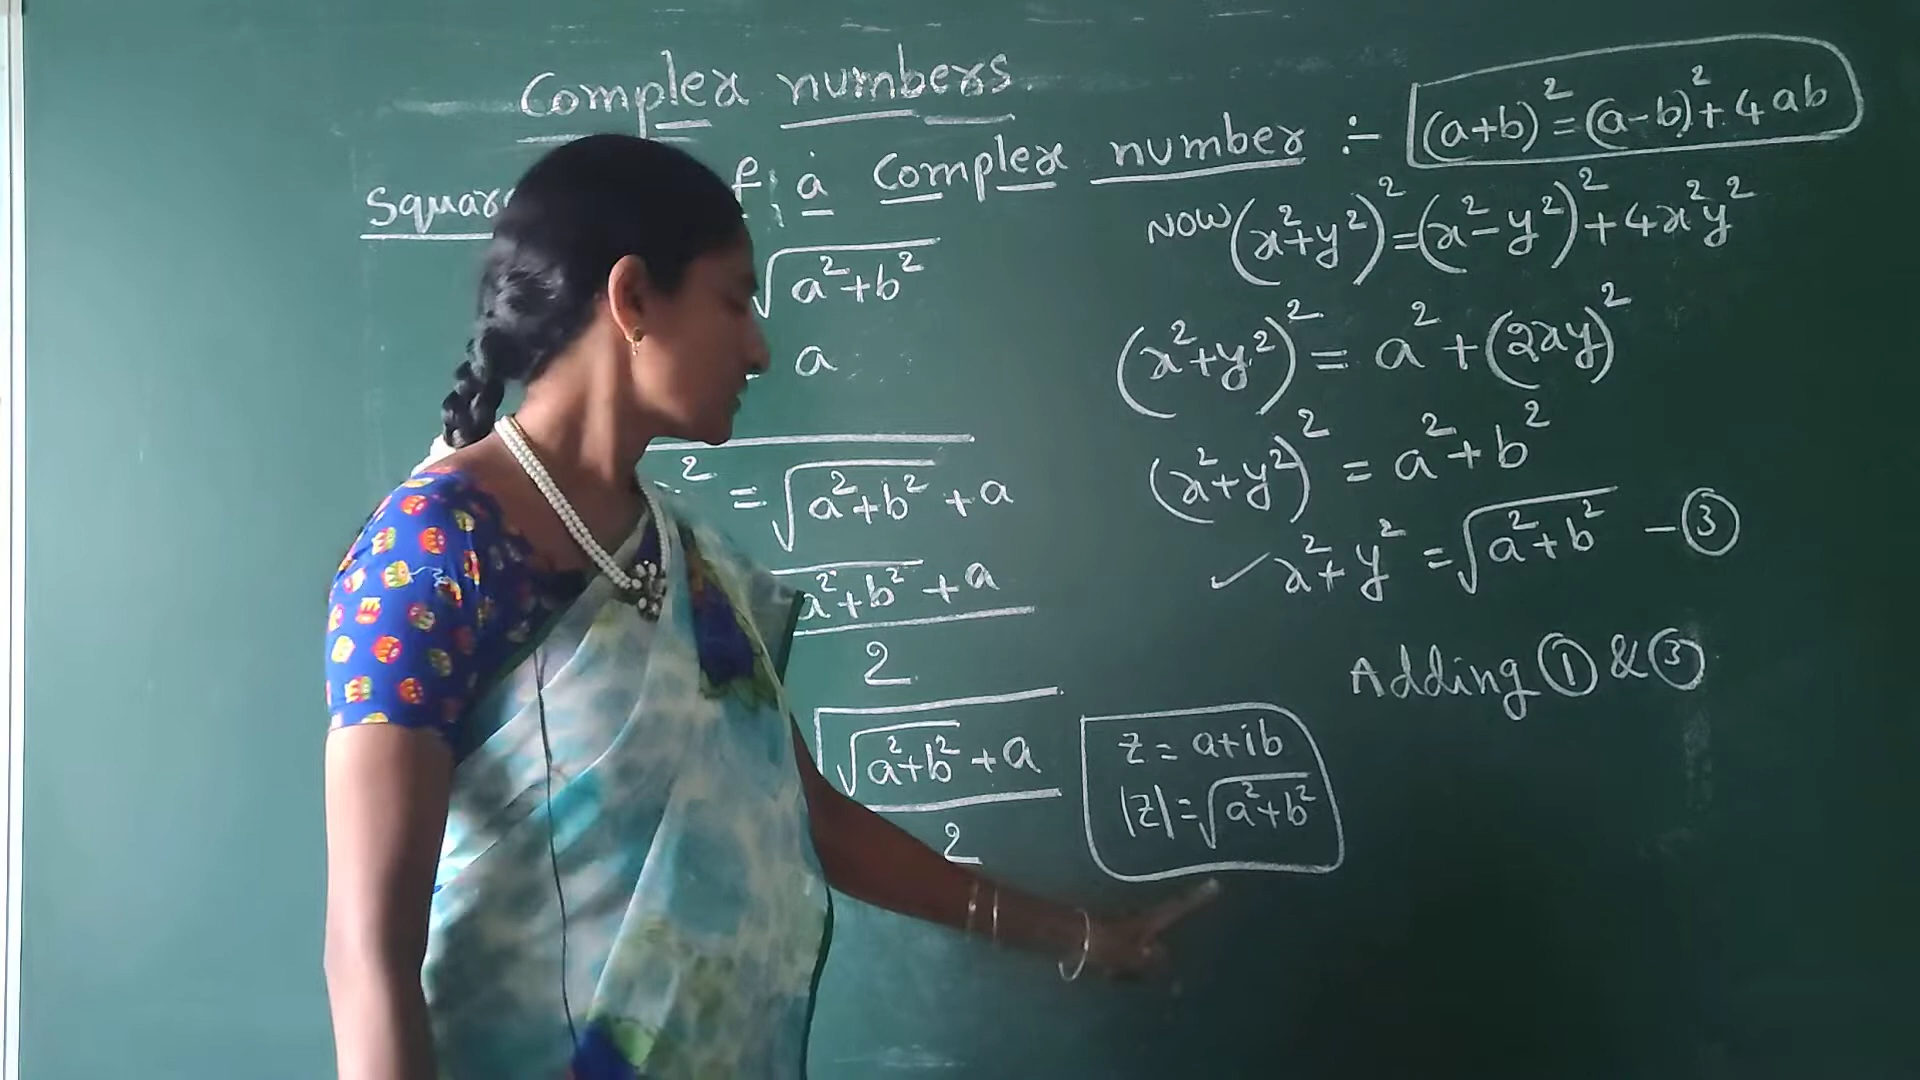 Complex numbers.
Square f a Complex number :- (a+b)² = (a-b)² + 4ab
√a²+b²
a
² = √a²+b² + a
a²+b² + a
2
√a²+b² + a
2
NOW (x²+y²)² = (x²-y²)² + 4x²y²
(x²+y²)² = a² + (2xy)²
(x²+y²)² = a²+b²
✓ x²+y² = √a²+b² - ③
Adding ① & ③
z = a+ib
|z| = √a²+b²